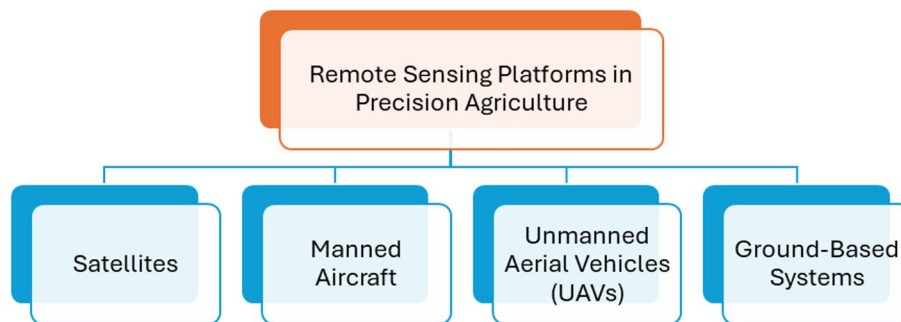 Remote Sensing Platforms in
Precision Agriculture
Satellites
Manned
Aircraft
Unmanned
Aerial Vehicles
(UAVs)
Ground-Based
Systems